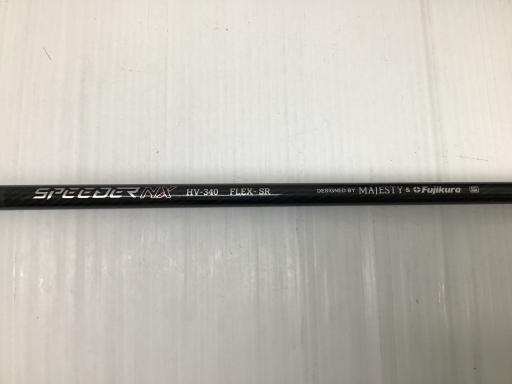 SPEEDER NX HV-340 FLEX-SR DESIGNED BY MAJESTY & Fujikura